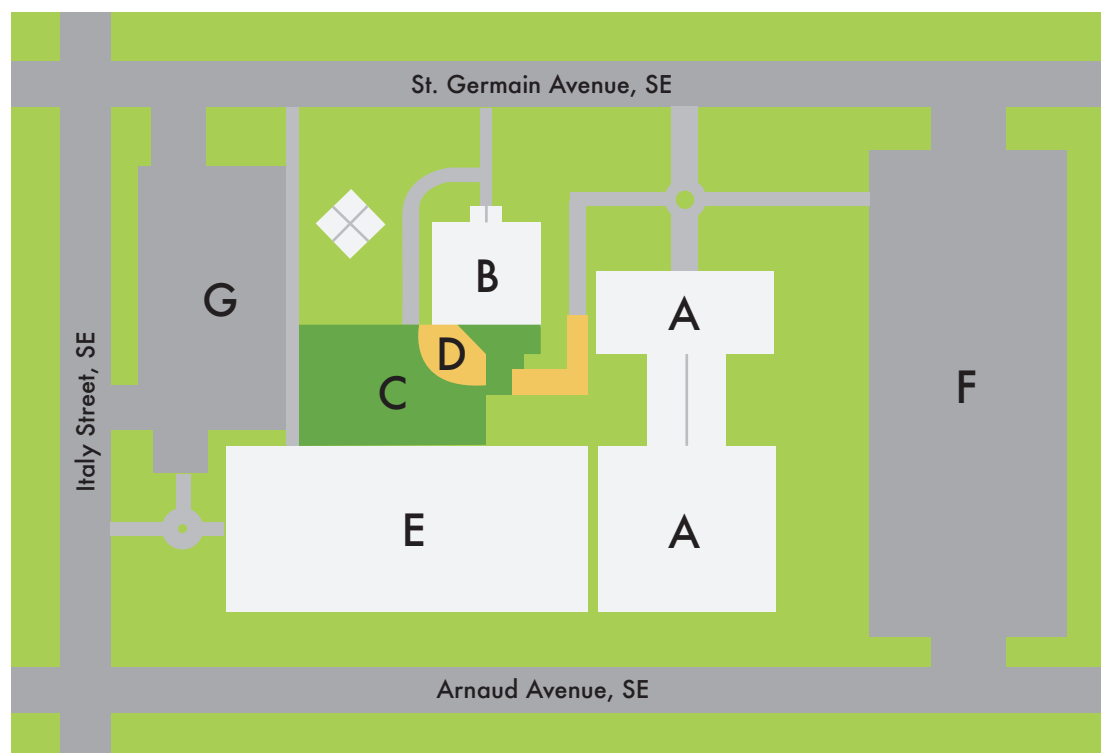 St. Germain Avenue, SE
B
G
A
D
C
F
Italy Street, SE
E
A
Arnaud Avenue, SE